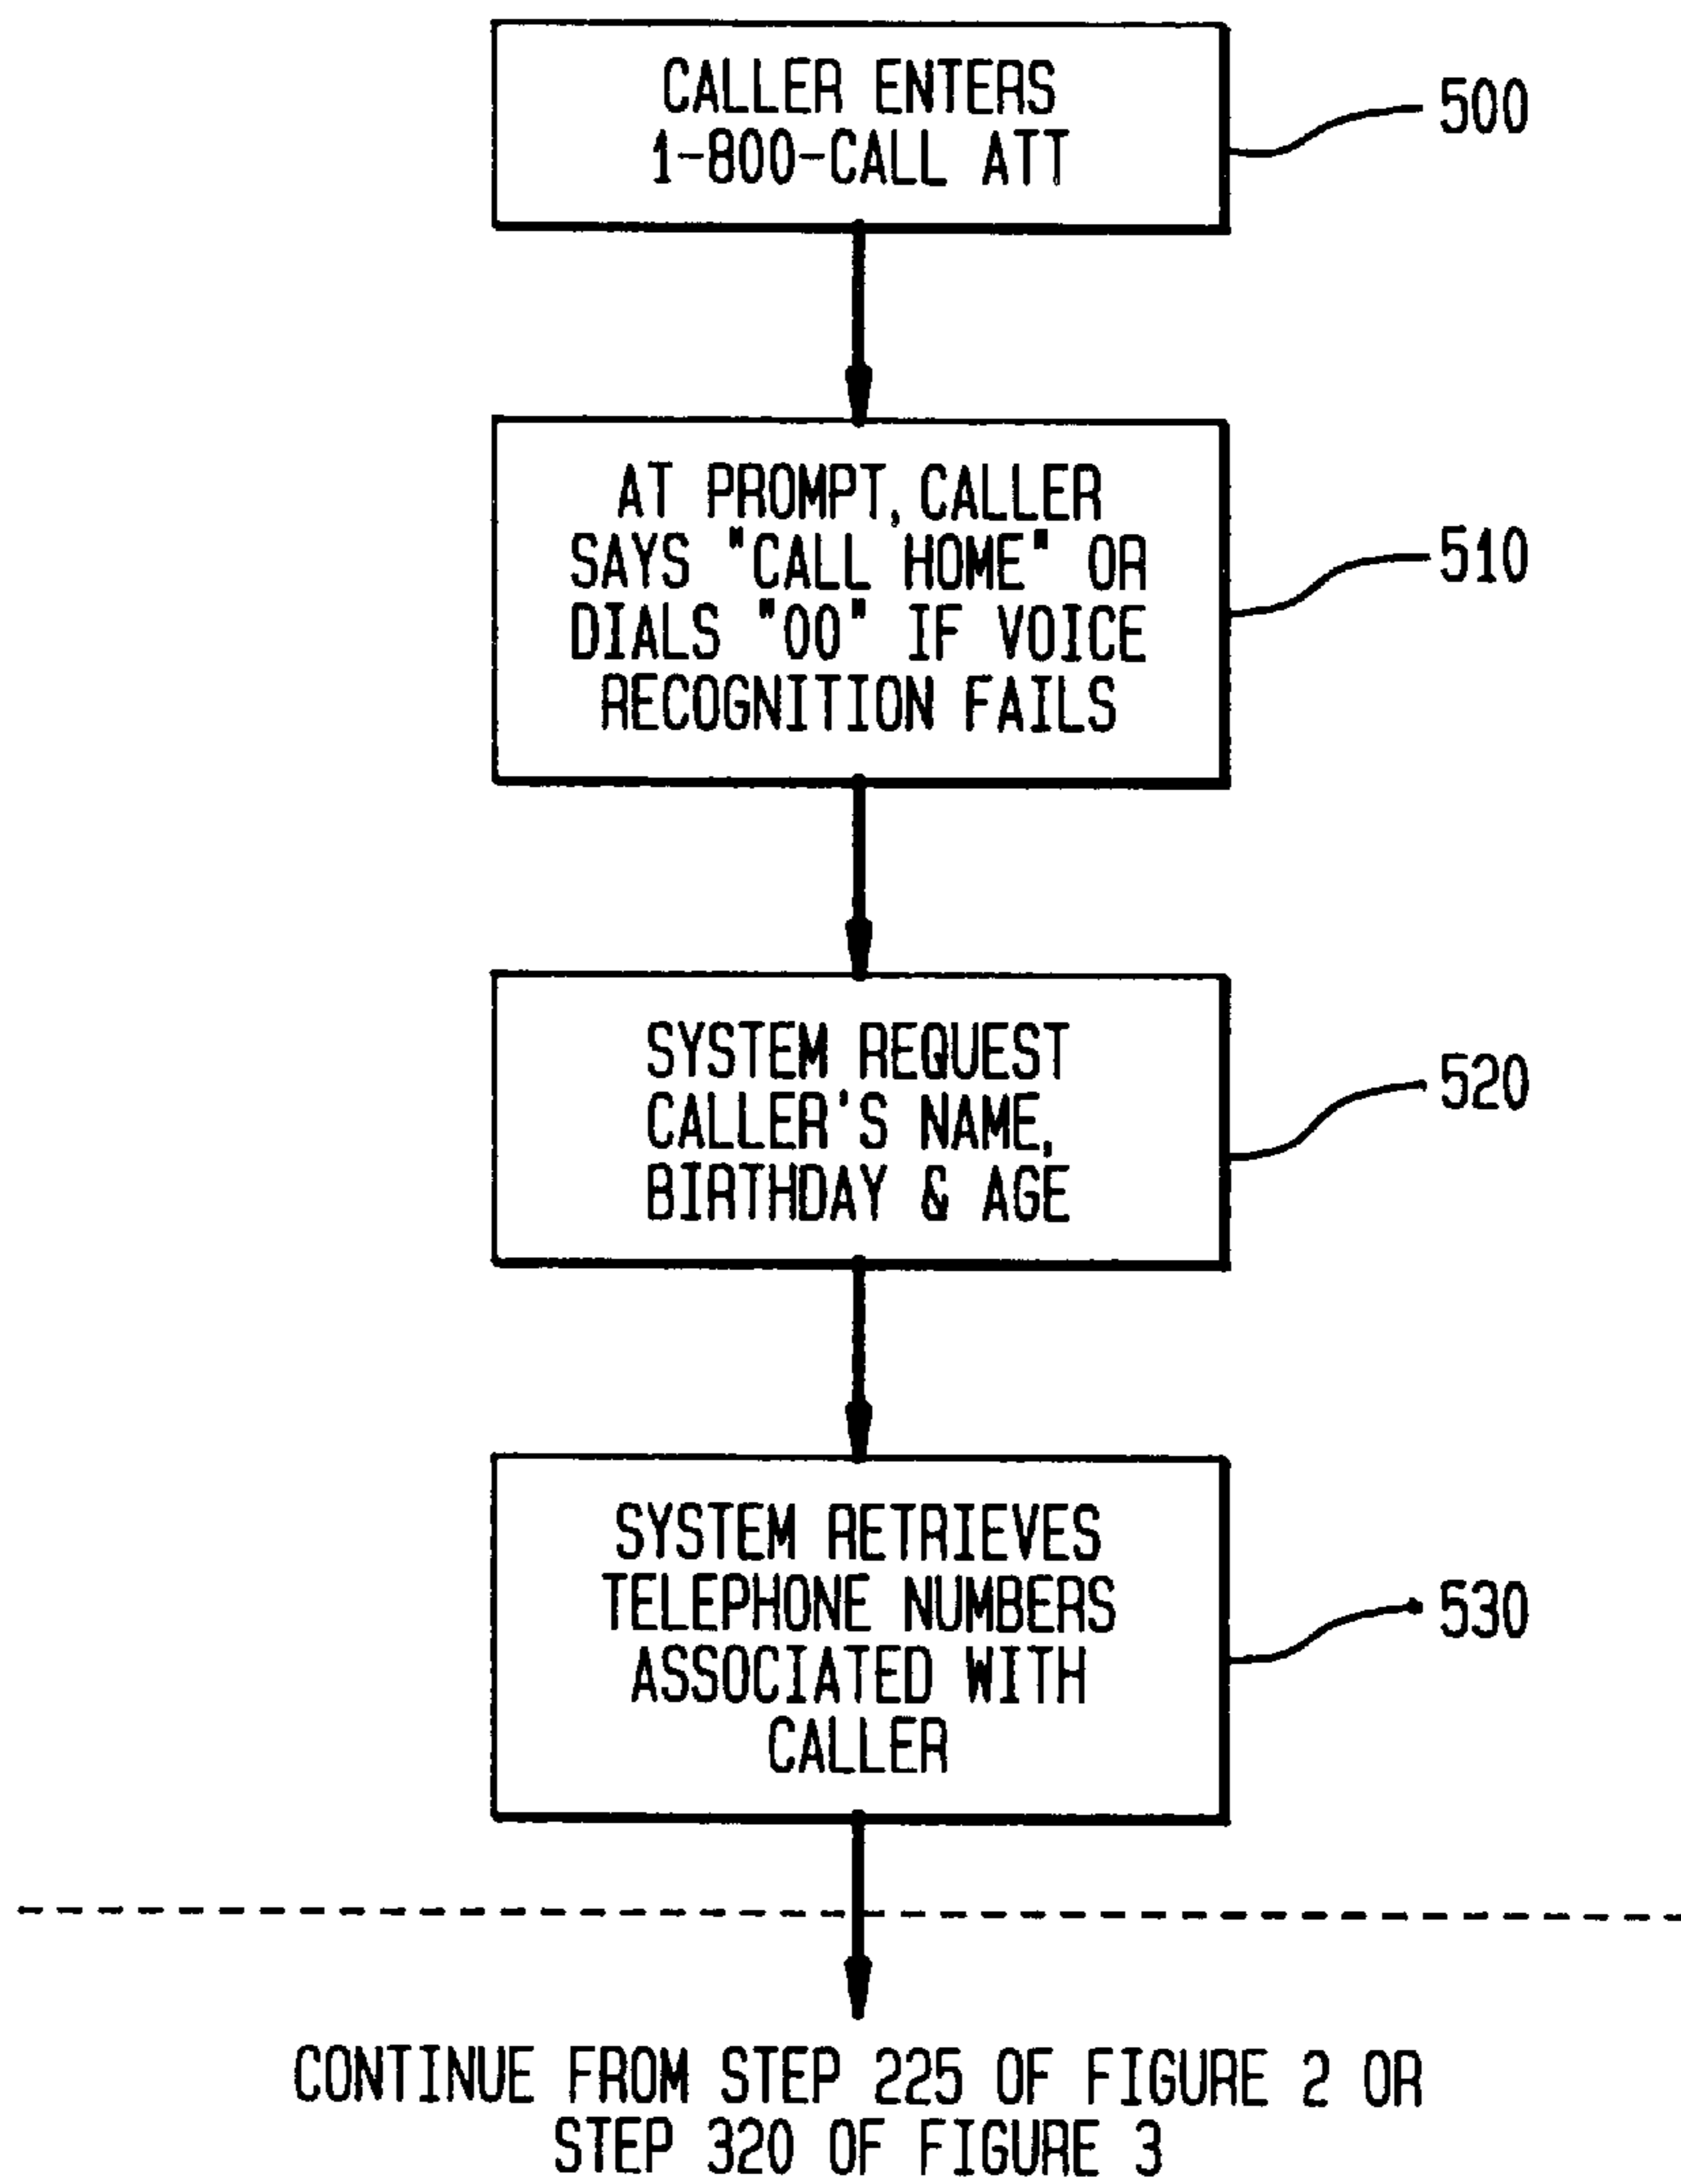 CALLER ENTERS
1-800-CALL ATT
500
AT PROMPT, CALLER
SAYS "CALL HOME" OR
DIALS "00" IF VOICE
RECOGNITION FAILS
510
SYSTEM REQUEST
CALLER'S NAME,
BIRTHDAY & AGE
520
SYSTEM RETRIEVES
TELEPHONE NUMBERS
ASSOCIATED WITH
CALLER
530
CONTINUE FROM STEP 225 OF FIGURE 2 OR
STEP 320 OF FIGURE 3